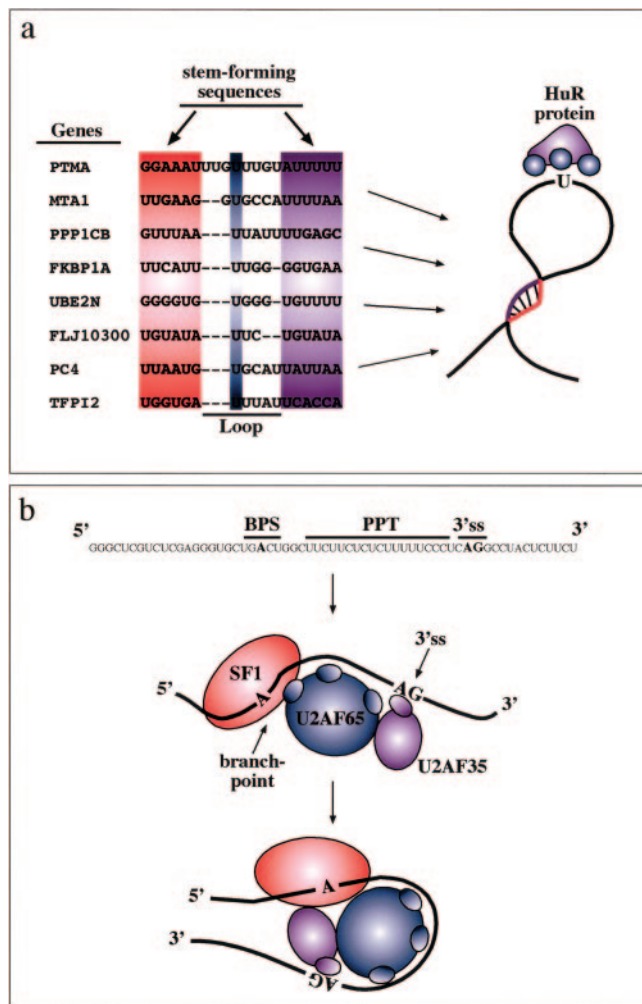 a
stem-forming
sequences
Genes
HuR
protein
PTMA GGAAAUUUGUUUGUAUUUUU
MTA1 UUGAAG--GUGCCAUUUUAA
PPP1CB GUUUAA---UUAUUUUGAGC
FKBP1A UUCAUU---UUGG-GGUGAA
UBE2N GGGGUG---UGGG-UGUUUU
FLJ10300 UGUAUA---UUC--UGUAUA
PC4 UUAAUG---UGCAUUAUUAA
TFPI2 UGGUGA---UUUAUUCACCA
Loop
U
b
BPS PPT 3'ss
5' 3'
GGGCUCGUCUCGAGGGUGCUGACUGGCUUCUUCUCUCUUUUUCCCUCAGGCCUACUCUUCU
3'ss
SF1
5' A AG 3'
U2AF65
branch-
point
U2AF35
5' A
3'
AG